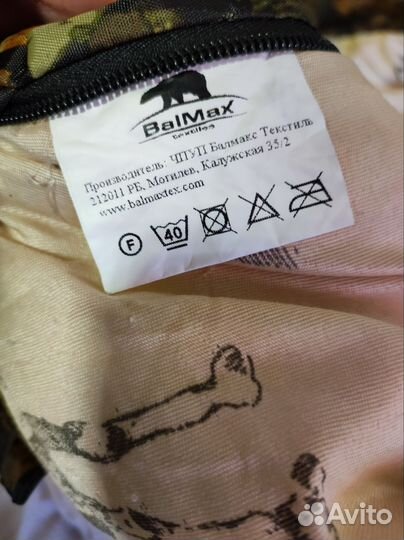 BalMax
textiles
Производитель: ЧПУП Балмакс Текстиль
212011 РБ, Могилев, Калужская 35/2
www.balmaxtex.com
F 40
Avito